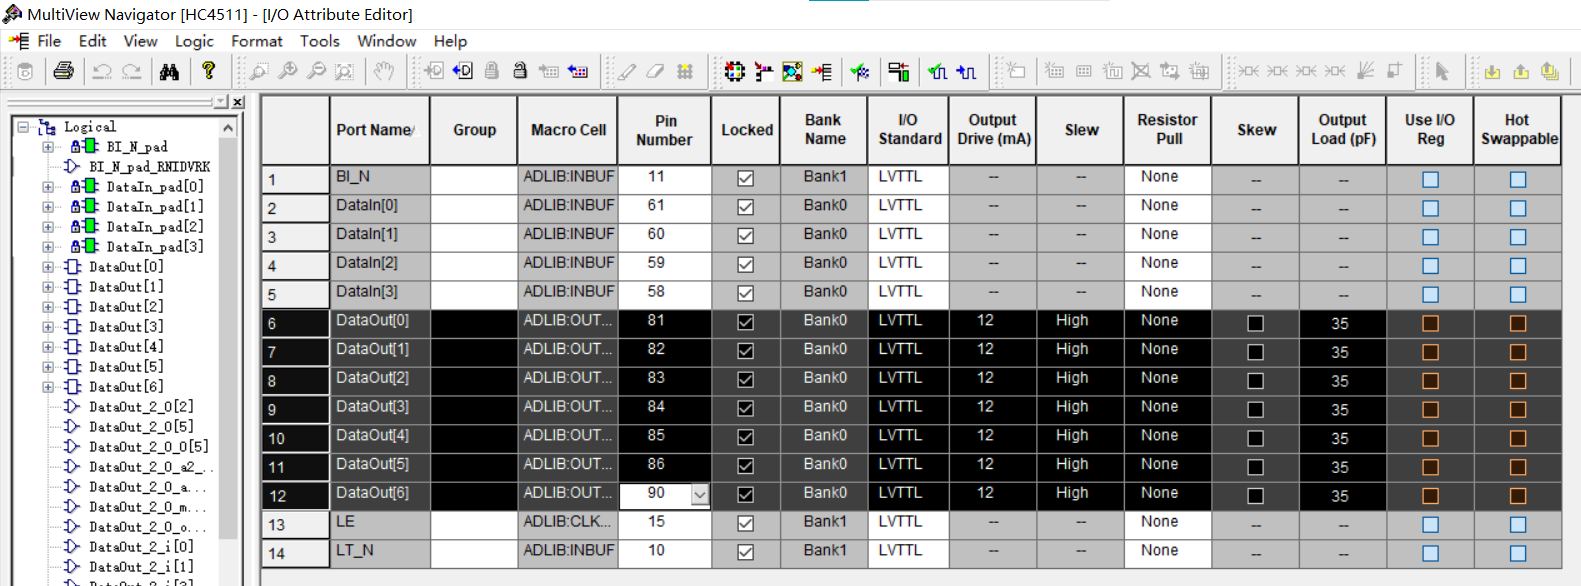 MultiView Navigator [HC4511] - [I/O Attribute Editor]
File Edit View Logic Format Tools Window Help
Logical
BI_N_pad
BI_N_pad_RNIDVRK
DataIn_pad[0]
DataIn_pad[1]
DataIn_pad[2]
DataIn_pad[3]
DataOut[0]
DataOut[1]
DataOut[2]
DataOut[3]
DataOut[4]
DataOut[5]
DataOut[6]
DataOut_2_0[2]
DataOut_2_0[5]
DataOut_2_0_0[5]
DataOut_2_0_a2_..
DataOut_2_0_a...
DataOut_2_0_m...
DataOut_2_0_o...
DataOut_2_i[0]
DataOut_2_i[1]
Port Name Group Macro Cell Pin Number Locked Bank Name I/O Standard Output Drive (mA) Slew Resistor Pull Skew Output Load (pF) Use I/O Reg Hot Swappable
1 BI_N ADLIB:INBUF 11 Bank1 LVTTL -- -- None -- --
2 DataIn[0] ADLIB:INBUF 61 Bank0 LVTTL -- -- None -- --
3 DataIn[1] ADLIB:INBUF 60 Bank0 LVTTL -- -- None -- --
4 DataIn[2] ADLIB:INBUF 59 Bank0 LVTTL -- -- None -- --
5 DataIn[3] ADLIB:INBUF 58 Bank0 LVTTL -- -- None -- --
6 DataOut[0] ADLIB:OUT... 81 Bank0 LVTTL 12 High None 35
7 DataOut[1] ADLIB:OUT... 82 Bank0 LVTTL 12 High None 35
8 DataOut[2] ADLIB:OUT... 83 Bank0 LVTTL 12 High None 35
9 DataOut[3] ADLIB:OUT... 84 Bank0 LVTTL 12 High None 35
10 DataOut[4] ADLIB:OUT... 85 Bank0 LVTTL 12 High None 35
11 DataOut[5] ADLIB:OUT... 86 Bank0 LVTTL 12 High None 35
12 DataOut[6] ADLIB:OUT... 90 Bank0 LVTTL 12 High None 35
13 LE ADLIB:CLK... 15 Bank1 LVTTL -- -- None -- --
14 LT_N ADLIB:INBUF 10 Bank1 LVTTL -- -- None -- --